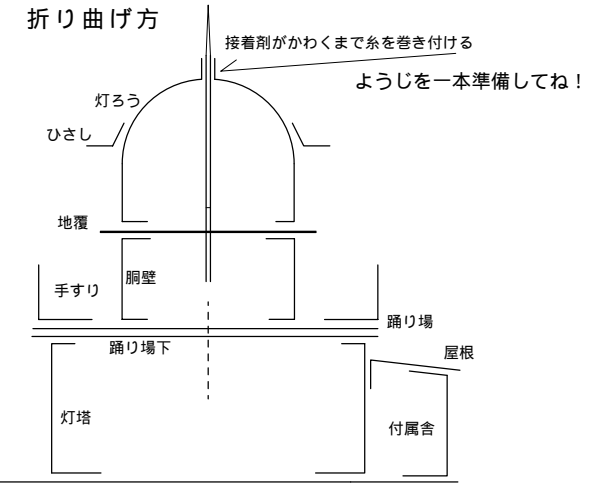 折り曲げ方
接着剤がかわくまで糸を巻き付ける
ようじを一本準備してね！
灯ろう
ひさし
地覆
胴壁
手すり
踊り場
踊り場下
屋根
灯塔
付属舎